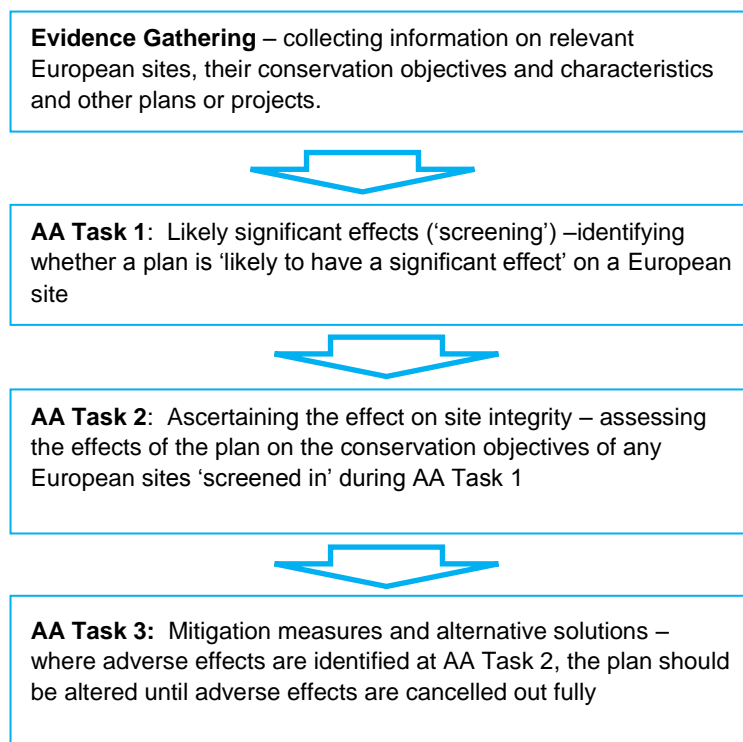 Evidence Gathering – collecting information on relevant
European sites, their conservation objectives and characteristics
and other plans or projects.
AA Task 1:  Likely significant effects (‘screening’) –identifying
whether a plan is ‘likely to have a significant effect’ on a European
site
AA Task 2:  Ascertaining the effect on site integrity – assessing
the effects of the plan on the conservation objectives of any
European sites ‘screened in’ during AA Task 1
AA Task 3:  Mitigation measures and alternative solutions –
where adverse effects are identified at AA Task 2, the plan should
be altered until adverse effects are cancelled out fully